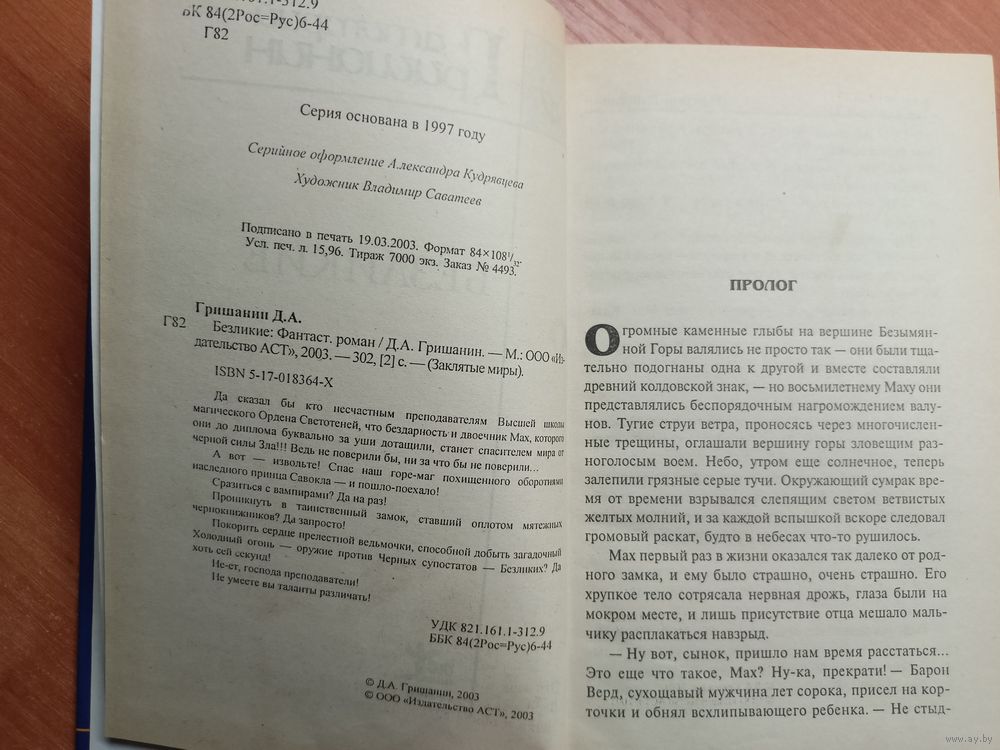 61.1-312.9
БК 84(2Рос=Рус)6-44
Г82
Серия основана в 1997 году
Серийное оформление Александра Кудрявцева
Художник Владимир Саватеев
Подписано в печать 19.03.2003. Формат 84×108¹/₃₂.
Усл. печ. л. 15,96. Тираж 7000 экз. Заказ № 4493.
Гришанин Д.А.
Г82 Безликие: Фантаст. роман / Д.А. Гришанин. — М.: ООО «Из-
дательство АСТ», 2003. — 302, [2] с. — (Заклятые миры).
ISBN 5-17-018364-X
Да сказал бы кто несчастным преподавателям Высшей школы
магического Ордена Светотеней, что бездарность и двоечник Мах, которого
они до диплома буквально за уши дотащили, станет спасителем мира от
черной силы Зла!!! Ведь не поверили бы, ни за что бы не поверили...
А вот — извольте! Спас наш горе-маг похищенного оборотнями
наследного принца Савокла — и пошло-поехало!
Сразиться с вампирами? Да на раз!
Проникнуть в таинственный замок, ставший оплотом мятежных
чернокнижников? Да запросто!
Покорить сердце прелестной ведьмочки, способной добыть загадочный
Холодный огонь — оружие против Черных супостатов — Безликих? Да
хоть сей секунд!
Не-ет, господа преподаватели!
Не умеете вы таланты различать!
УДК 821.161.1-312.9
ББК 84(2Рос=Рус)6-44
© Д.А. Гришанин, 2003
© ООО «Издательство АСТ», 2003
ПРОЛОГ
Огромные каменные глыбы на вершине Безымян-
ной Горы валялись не просто так — они были тща-
тельно подогнаны одна к другой и вместе составляли
древний колдовской знак, — но восьмилетнему Маху они
представлялись беспорядочным нагромождением валу-
нов. Тугие струи ветра, проносясь через многочислен-
ные трещины, оглашали вершину горы зловещим раз-
ноголосым воем. Небо, утром еще солнечное, теперь
залепили грязные серые тучи. Окружающий сумрак вре-
мя от времени взрывался слепящим светом ветвистых
желтых молний, и за каждой вспышкой вскоре следовал
громовый раскат, будто в небесах что-то рушилось.
Мах первый раз в жизни оказался так далеко от род-
ного замка, и ему было страшно, очень страшно. Его
хрупкое тело сотрясала нервная дрожь, глаза были на
мокром месте, и лишь присутствие отца мешало маль-
чику расплакаться навзрыд.
— Ну вот, сынок, пришло нам время расстаться...
Это еще что такое, Мах? Ну-ка, прекрати! — Барон
Верд, сухощавый мужчина лет сорока, присел на кор-
точки и обнял всхлипывающего ребенка. — Не стыд-
www.ay.by